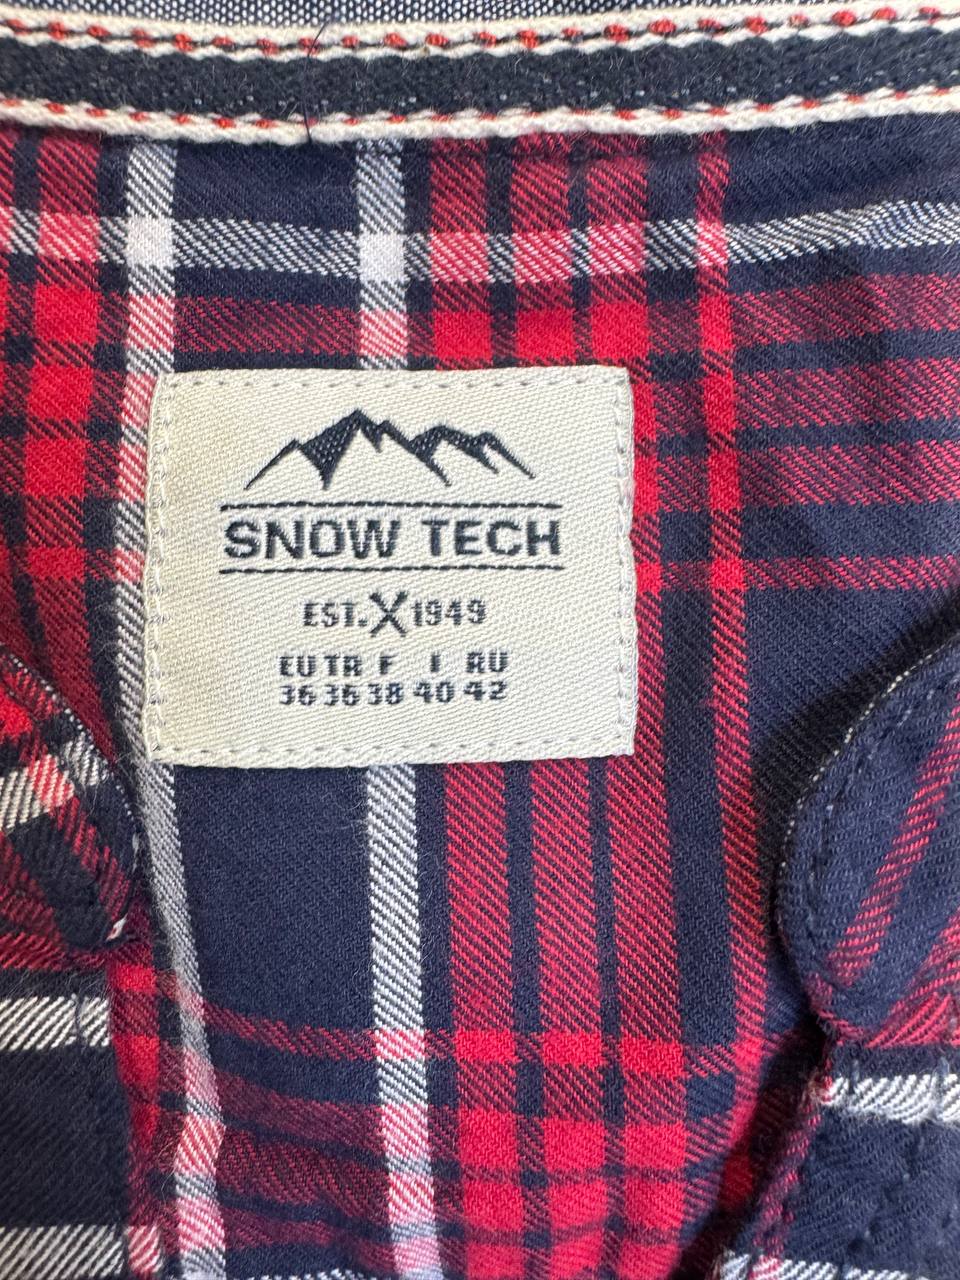 SNOW TECH
EST. X 1949
EU TR F I RU
36 36 38 40 42